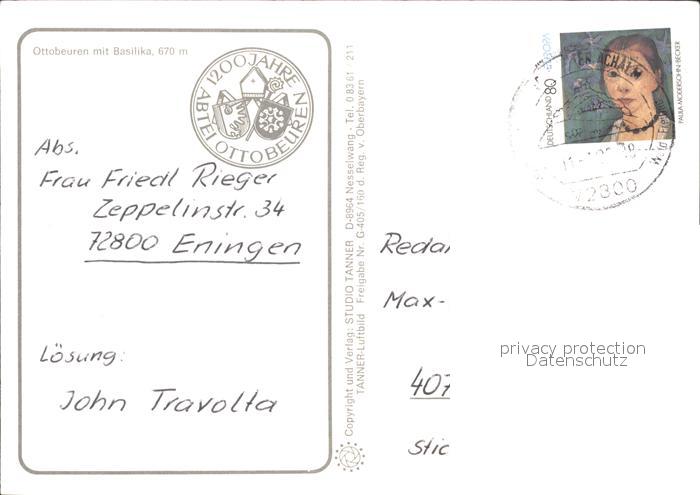 Ottobeuren mit Basilika, 670 m
1200 JAHRE
ABTEI OTTOBEUREN
Abs.
Frau Friedl Rieger
Zeppelinstr. 34
72800 Eningen
Lösung:
John Travolta
Copyright und Verlag: STUDIO TANNER D-8964 Nesselwang - Tel. 0 83 61 211
TANNER-Luftbild Freigabe Nr. G-405/160 d. Reg. v. Oberbayern
EUROPA
DEUTSCHLAND 80
PAULA MODERSOHN-BECKER
72800
Redak
Max-
407
Stic
privacy protection
Datenschutz